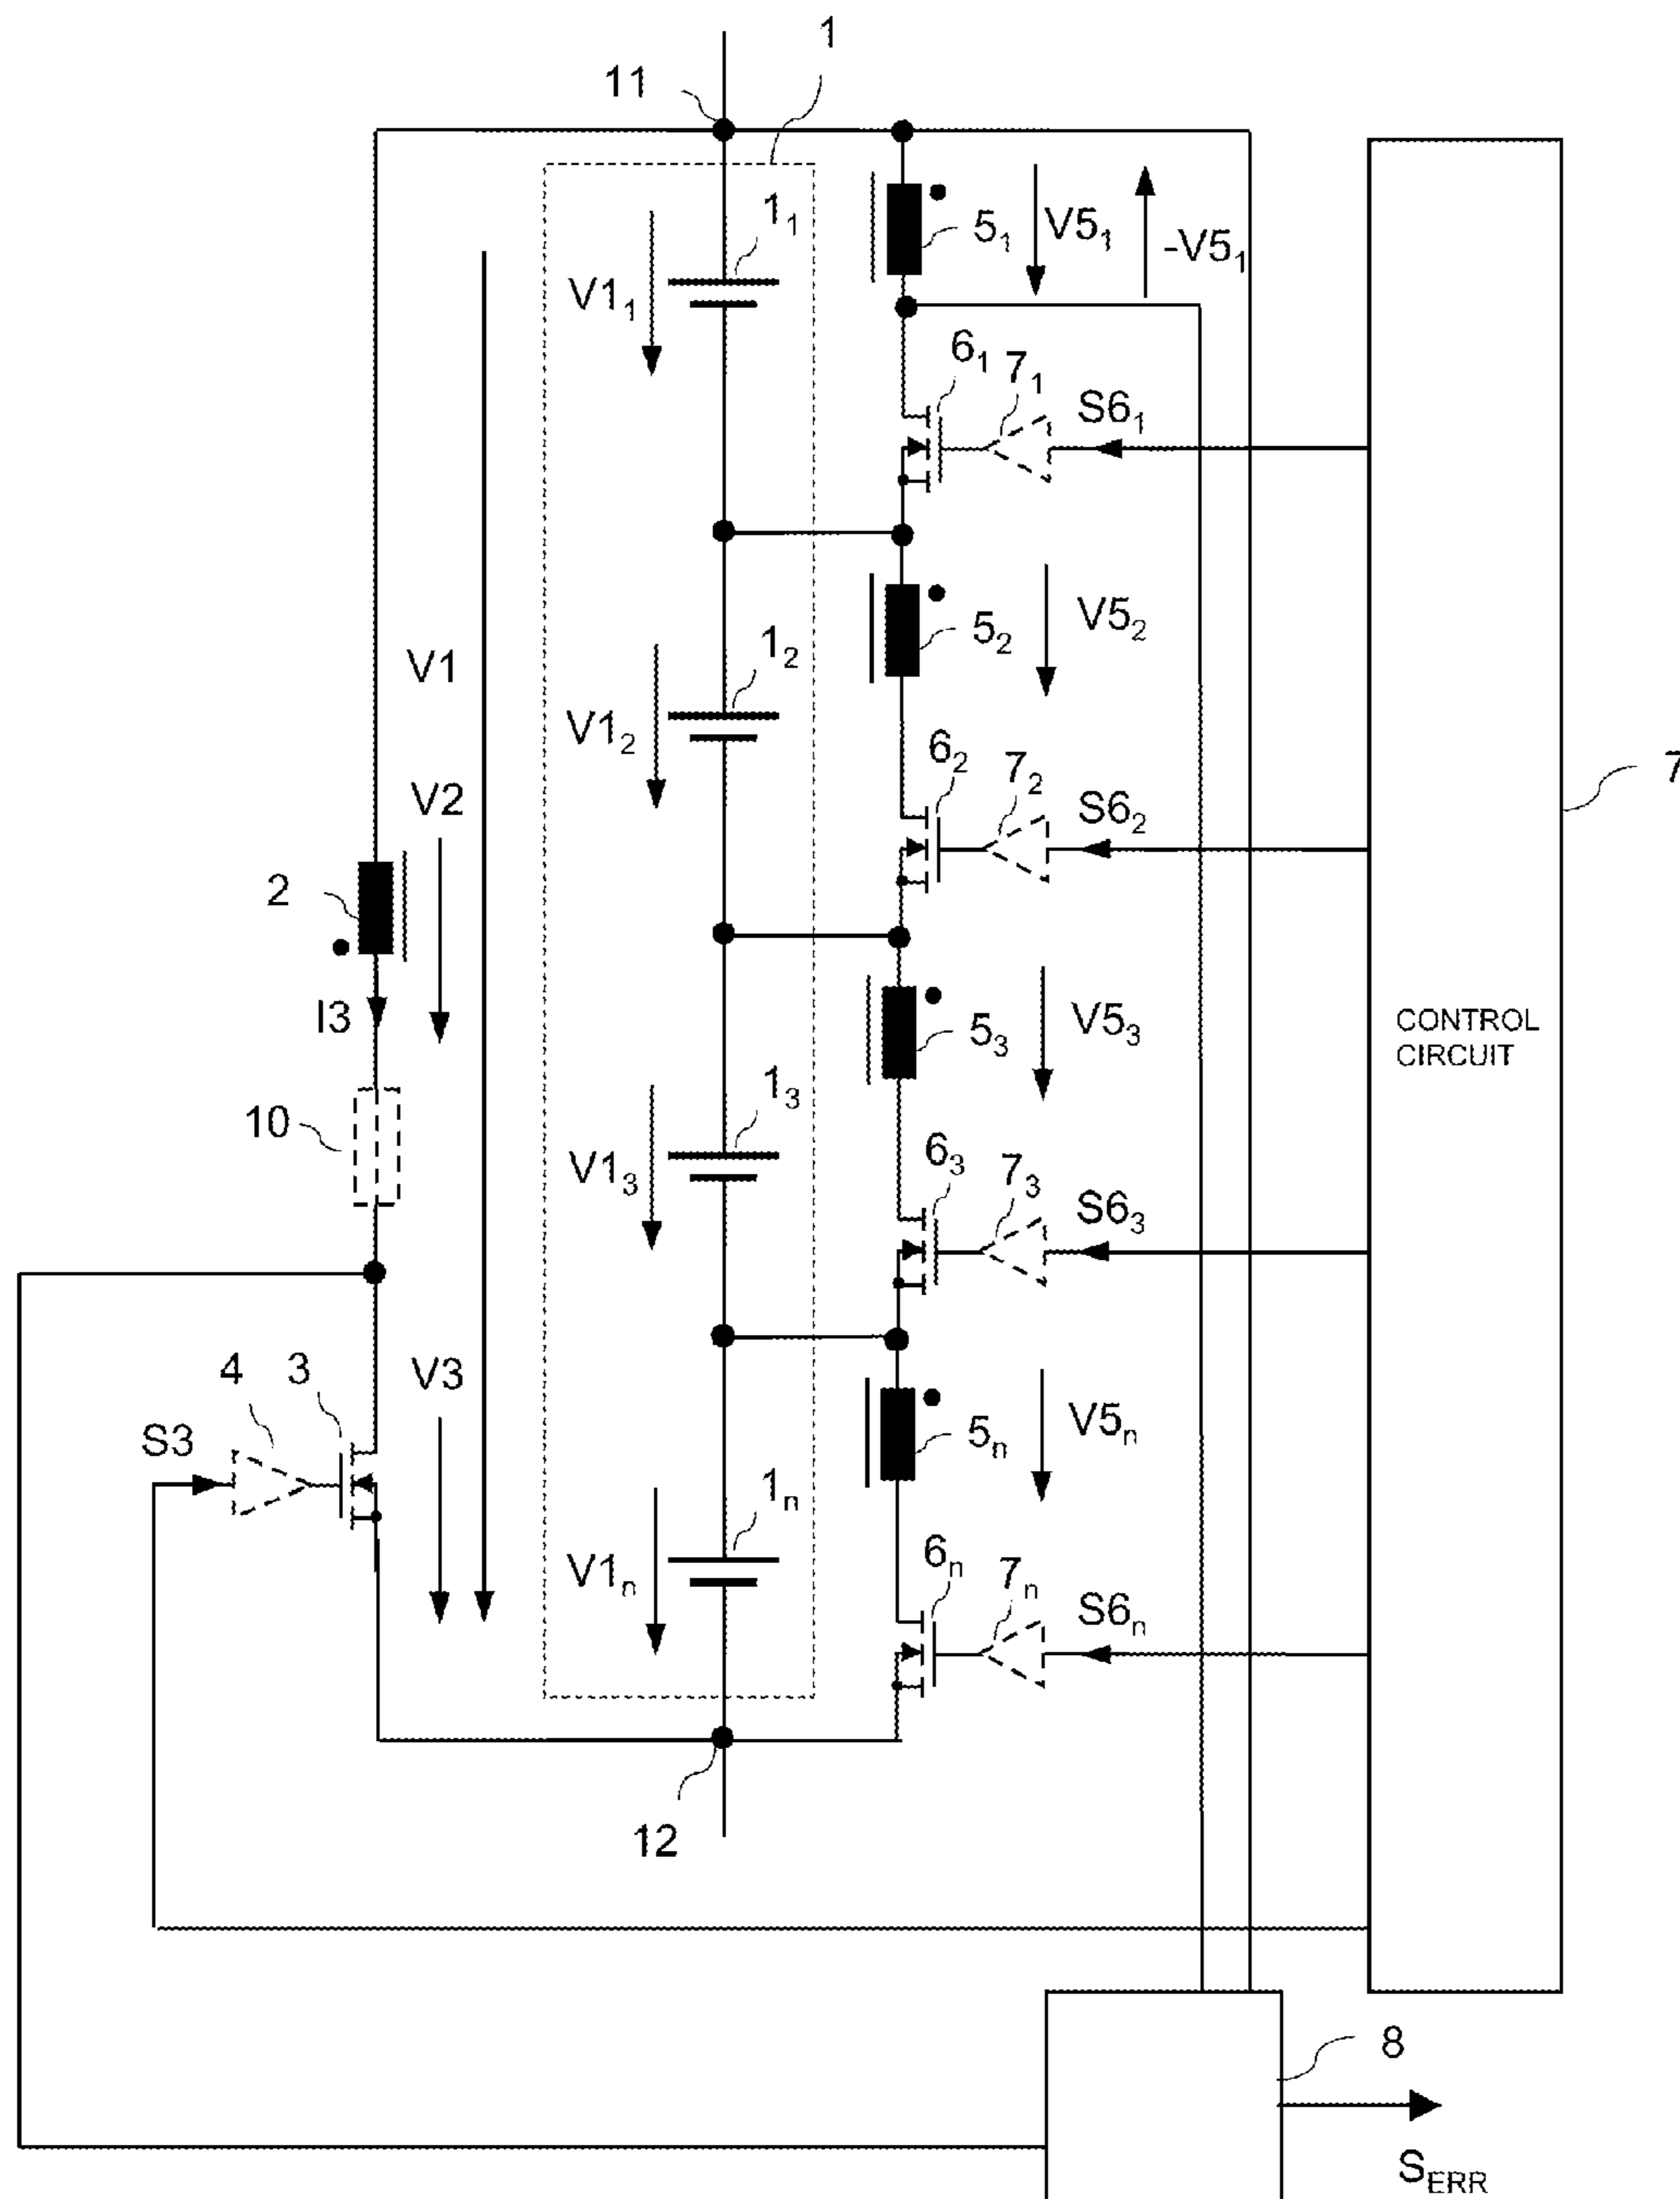 1
11
1₁
5₁
V5₁
-V5₁
V1₁
6₁
7₁
S6₁
1₂
5₂
V5₂
V1
V1₂
V2
6₂
7₂
S6₂
7
2
I3
5₃
V5₃
CONTROL
CIRCUIT
10
1₃
V1₃
6₃
7₃
S6₃
4
3
V3
S3
5ₙ
V5ₙ
1ₙ
V1ₙ
6ₙ
7ₙ
S6ₙ
12
8
S_ERR